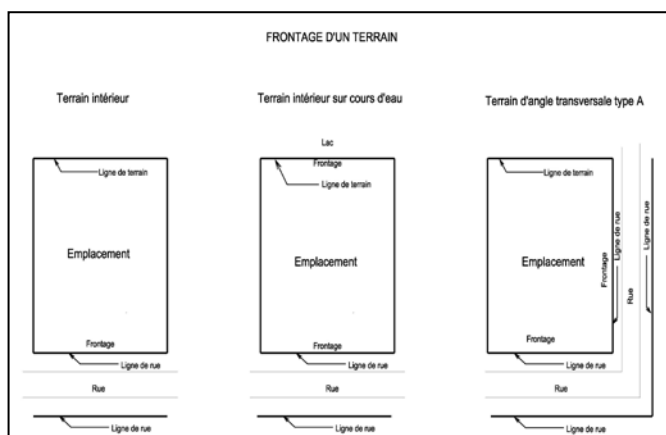 FRONTAGE D'UN TERRAIN
Terrain intérieur
Ligne de terrain
Emplacement
Frontage
Ligne de rue
Rue
Ligne de rue
Terrain intérieur sur cours d'eau
Lac
Frontage
Ligne de terrain
Emplacement
Frontage
Ligne de rue
Rue
Ligne de rue
Terrain d'angle transversale type A
Ligne de terrain
Emplacement
Frontage
Ligne de rue
Rue
Frontage
Ligne de rue
Rue
Ligne de rue